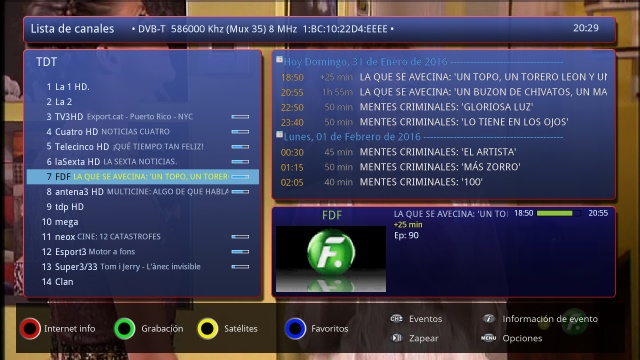 Lista de canales • DVB-T 586000 Khz (Mux 35) 8 MHz 1:BC:10:22D4:EEEE • 20:29
TDT
1 La 1 HD.
2 La 2
3 TV3HD Export.cat - Puerto Rico - NYC
4 Cuatro HD NOTICIAS CUATRO
5 Telecinco HD ¡QUÉ TIEMPO TAN FELIZ!
6 laSexta HD LA SEXTA NOTICIAS.
7 FDF LA QUE SE AVECINA: 'UN TOPO, UN TORER
8 antena3 HD MULTICINE: ALGO DE QUE HABLA
9 tdp HD
10 mega
11 neox CINE: 12 CATASTROFES
12 Esport3 Motor a fons
13 Super3/33 Tom i Jerry - L'ànec invisible
14 Clan
Hoy Domingo, 31 de Enero de 2016
18:50 +25 min LA QUE SE AVECINA: 'UN TOPO, UN TORERO LEON Y UN
20:55 1h 55m LA QUE SE AVECINA: 'UN BUZON DE CHIVATOS, UN MA
22:50 50 min MENTES CRIMINALES: 'GLORIOSA LUZ'
23:40 50 min MENTES CRIMINALES: 'LO TIENE EN LOS OJOS'
Lunes, 01 de Febrero de 2016
00:30 45 min MENTES CRIMINALES: 'EL ARTISTA'
01:15 50 min MENTES CRIMINALES: 'MÁS ZORRO'
02:05 40 min MENTES CRIMINALES: '100'
FDF LA QUE SE AVECINA: 'UN TO 18:50 20:55
+25 min
Ep: 90
F.
Internet info Grabación Satélites Favoritos
CH± Eventos i Información de evento
Zapear MENU Opciones